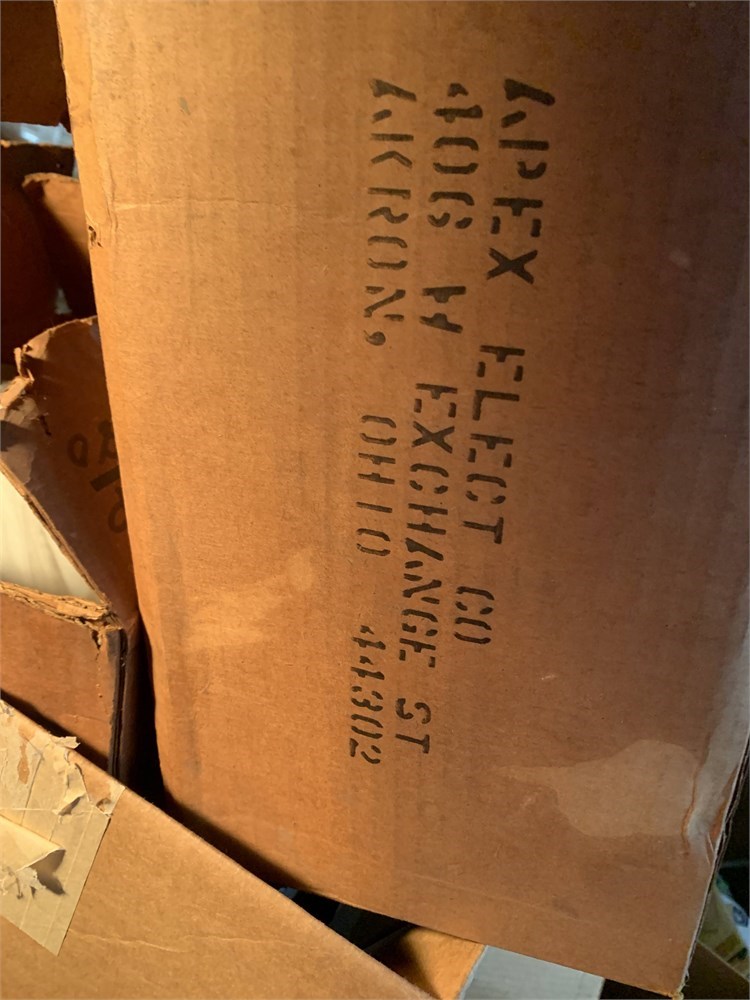 APEX ELECT CO
406 W EXCHANGE ST
AKRON, OHIO 44302